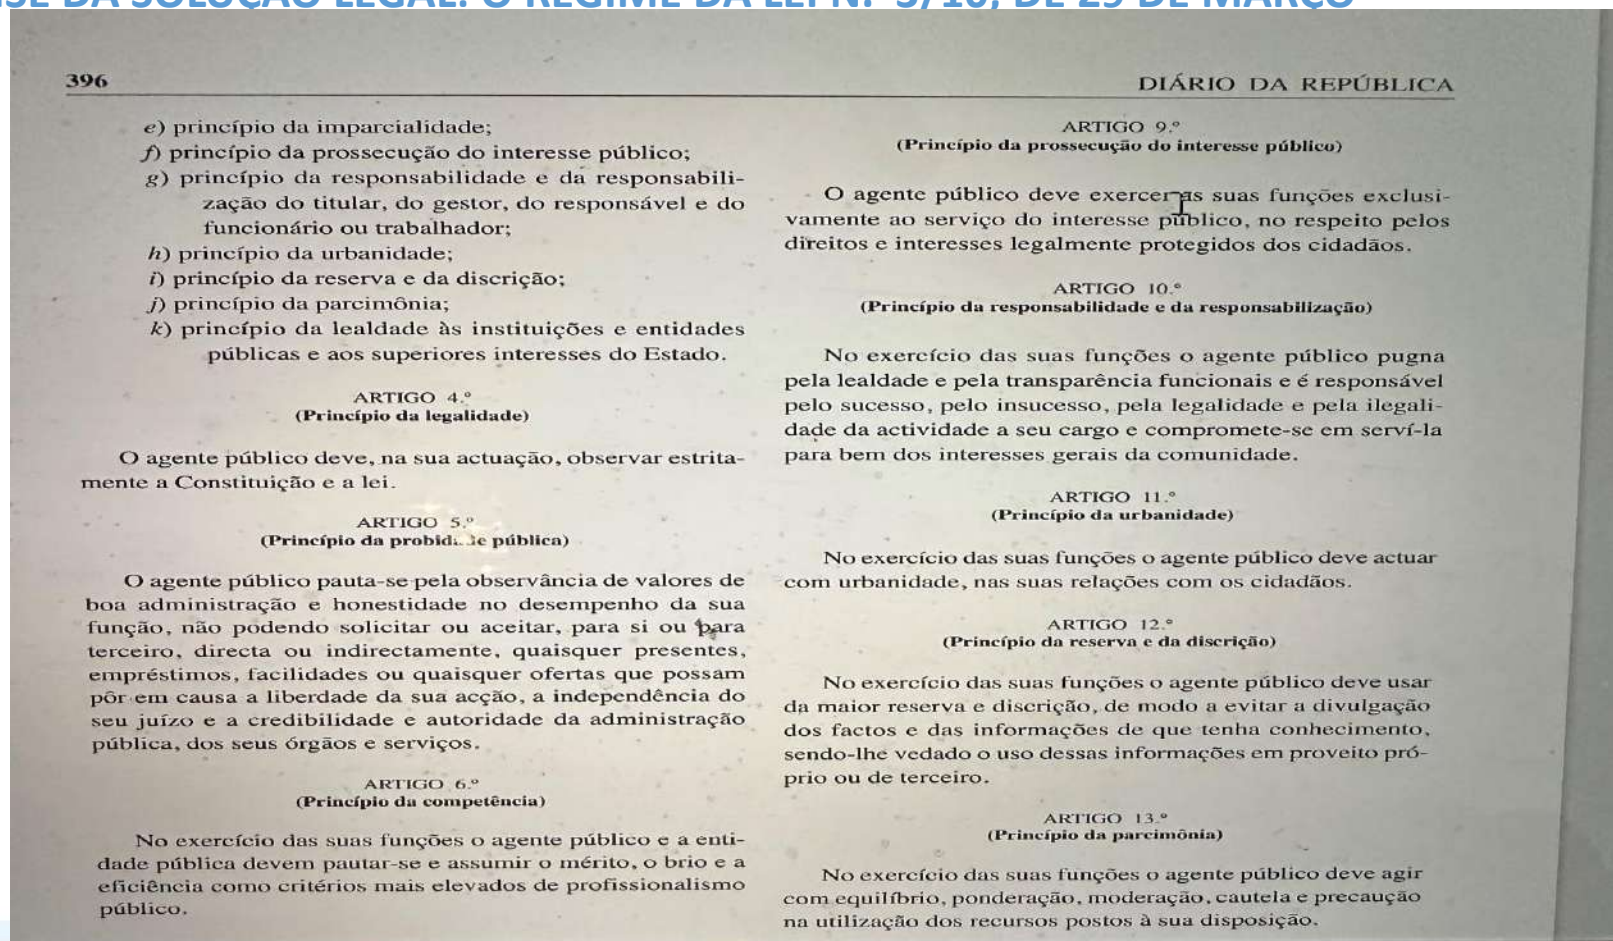 DA SOLUÇÃO LEGAL: O REGIME DA LEI N.º 3/10, DE 29 DE MARÇO
396
DIÁRIO DA REPÚBLICA
e) princípio da imparcialidade;
f) princípio da prossecução do interesse público;
g) princípio da responsabilidade e da responsabili-
zação do titular, do gestor, do responsável e do
funcionário ou trabalhador;
h) princípio da urbanidade;
i) princípio da reserva e da discrição;
j) princípio da parcimônia;
k) princípio da lealdade às instituições e entidades
públicas e aos superiores interesses do Estado.
ARTIGO 4.º
(Princípio da legalidade)
O agente público deve, na sua actuação, observar estrita-
mente a Constituição e a lei.
ARTIGO 5.º
(Princípio da probidade pública)
O agente público pauta-se pela observância de valores de
boa administração e honestidade no desempenho da sua
função, não podendo solicitar ou aceitar, para si ou para
terceiro, directa ou indirectamente, quaisquer presentes,
empréstimos, facilidades ou quaisquer ofertas que possam
pôr em causa a liberdade da sua acção, a independência do
seu juízo e a credibilidade e autoridade da administração
pública, dos seus órgãos e serviços.
ARTIGO 6.º
(Princípio da competência)
No exercício das suas funções o agente público e a enti-
dade pública devem pautar-se e assumir o mérito, o brio e a
eficiência como critérios mais elevados de profissionalismo
público.
ARTIGO 9.º
(Princípio da prossecução do interesse público)
O agente público deve exercer as suas funções exclusi-
vamente ao serviço do interesse público, no respeito pelos
direitos e interesses legalmente protegidos dos cidadãos.
ARTIGO 10.º
(Princípio da responsabilidade e da responsabilização)
No exercício das suas funções o agente público pugna
pela lealdade e pela transparência funcionais e é responsável
pelo sucesso, pelo insucesso, pela legalidade e pela ilegali-
dade da actividade a seu cargo e compromete-se em serví-la
para bem dos interesses gerais da comunidade.
ARTIGO 11.º
(Princípio da urbanidade)
No exercício das suas funções o agente público deve actuar
com urbanidade, nas suas relações com os cidadãos.
ARTIGO 12.º
(Princípio da reserva e da discrição)
No exercício das suas funções o agente público deve usar
da maior reserva e discrição, de modo a evitar a divulgação
dos factos e das informações de que tenha conhecimento,
sendo-lhe vedado o uso dessas informações em proveito pró-
prio ou de terceiro.
ARTIGO 13.º
(Princípio da parcimônia)
No exercício das suas funções o agente público deve agir
com equilíbrio, ponderação, moderação, cautela e precaução
na utilização dos recursos postos à sua disposição.